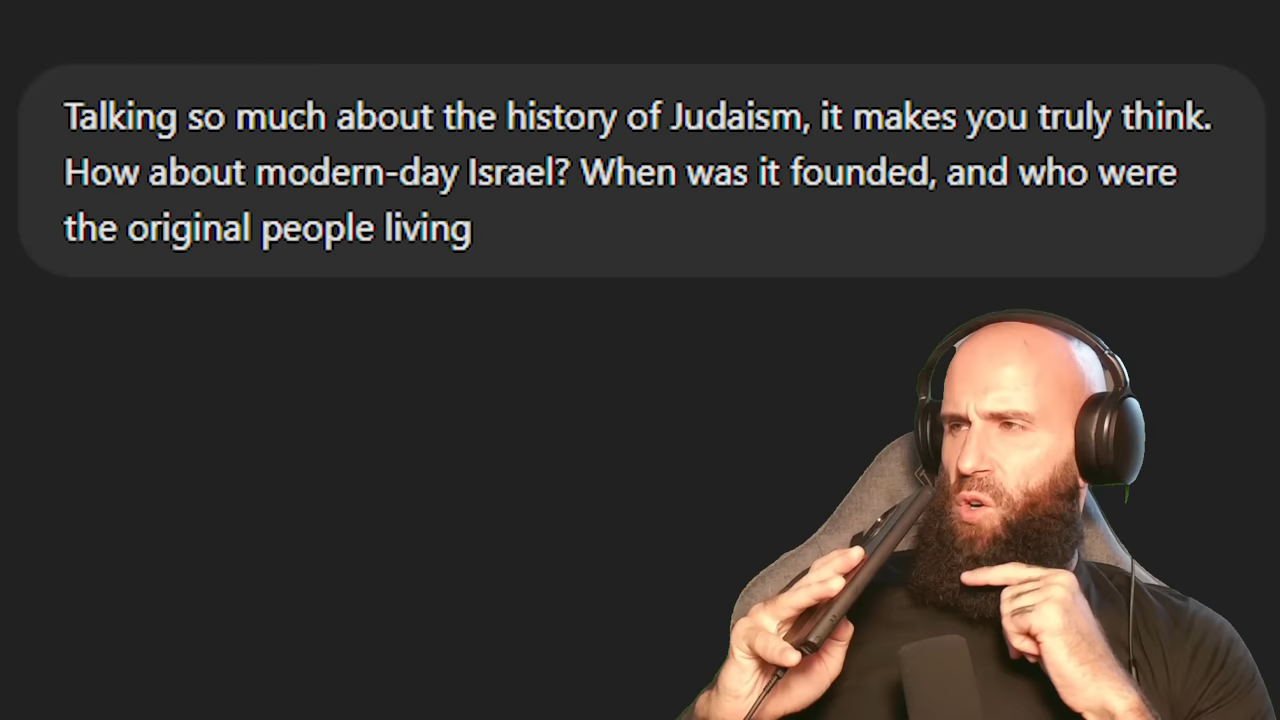 Talking so much about the history of Judaism, it makes you truly think.
How about modern-day Israel? When was it founded, and who were
the original people living